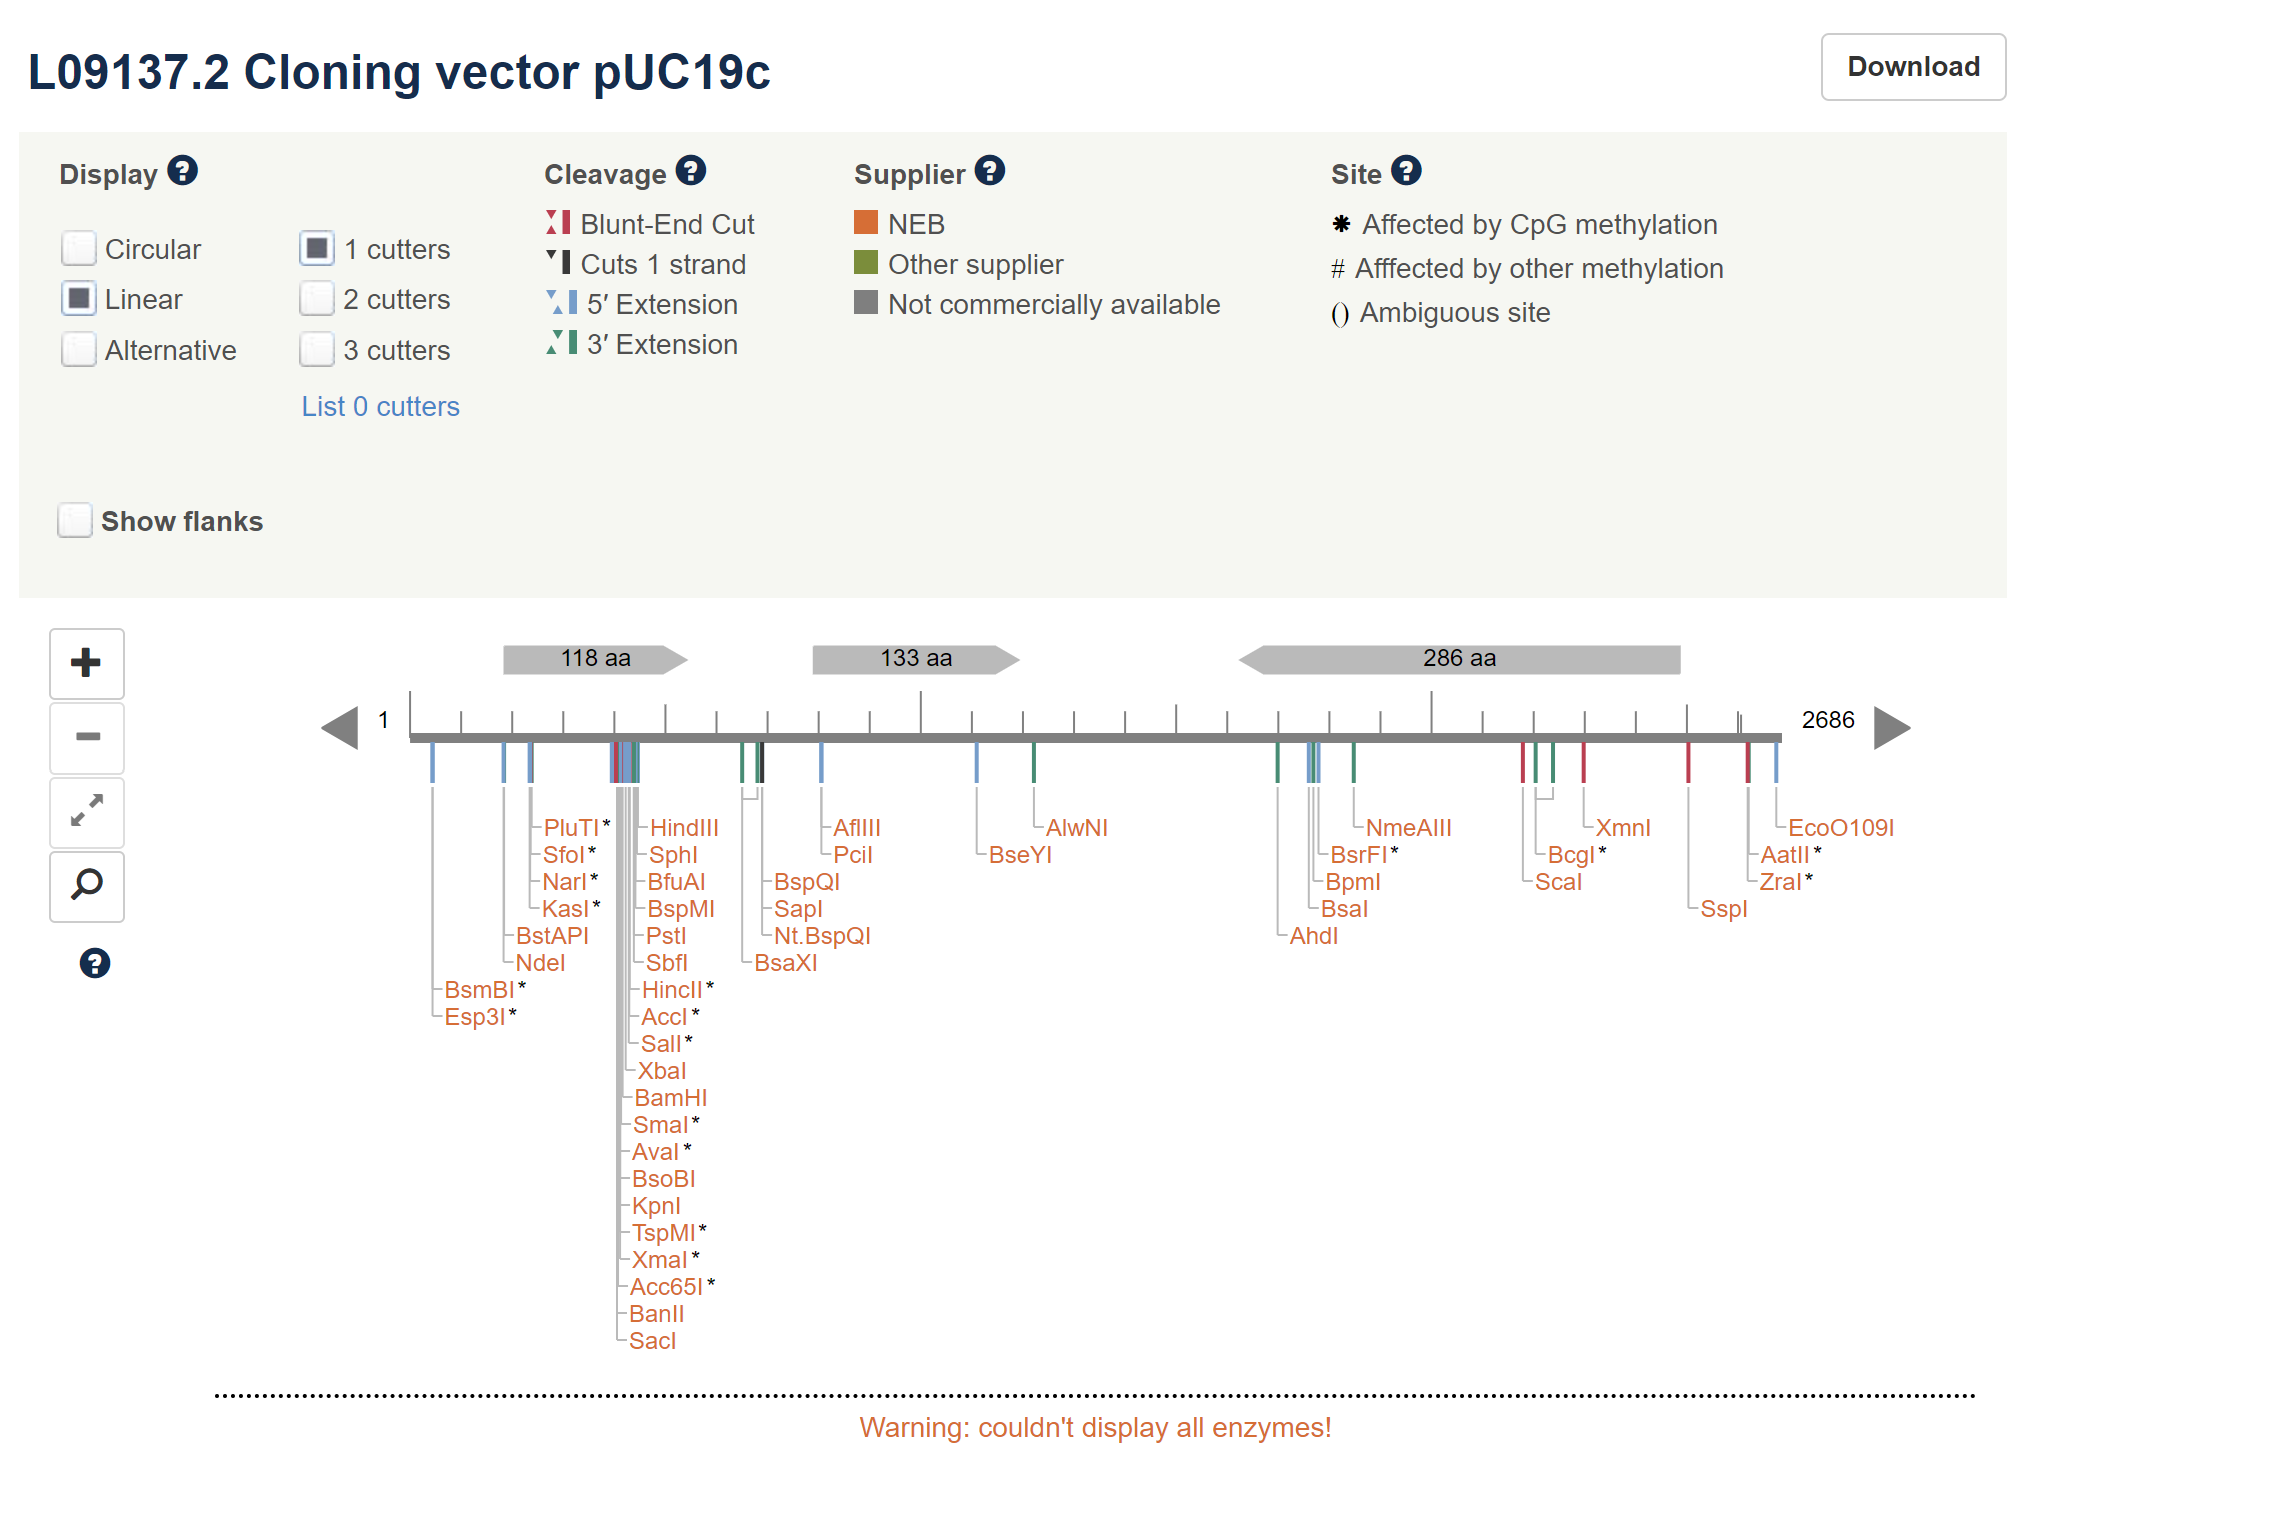 L09137.2 Cloning vector pUC19c
Download
Display ?
Circular
Linear
Alternative
1 cutters
2 cutters
3 cutters
List 0 cutters
Show flanks
Cleavage ?
Blunt-End Cut
Cuts 1 strand
5′ Extension
3′ Extension
Supplier ?
NEB
Other supplier
Not commercially available
Site ?
✱ Affected by CpG methylation
# Afffected by other methylation
() Ambiguous site
118 aa
133 aa
286 aa
1
2686
PluTI*
SfoI*
NarI*
KasI*
BstAPI
NdeI
BsmBI*
Esp3I*
HindIII
SphI
BfuAI
BspMI
PstI
SbfI
HincII*
AccI*
SalI*
XbaI
BamHI
SmaI*
AvaI*
BsoBI
KpnI
TspMI*
XmaI*
Acc65I*
BanII
SacI
BspQI
SapI
Nt.BspQI
BsaXI
AflIII
PciI
BseYI
AlwNI
NmeAIII
BsrFI*
BpmI
BsaI
AhdI
XmnI
BcgI*
ScaI
SspI
EcoO109I
AatII*
ZraI*
?
Warning: couldn't display all enzymes!